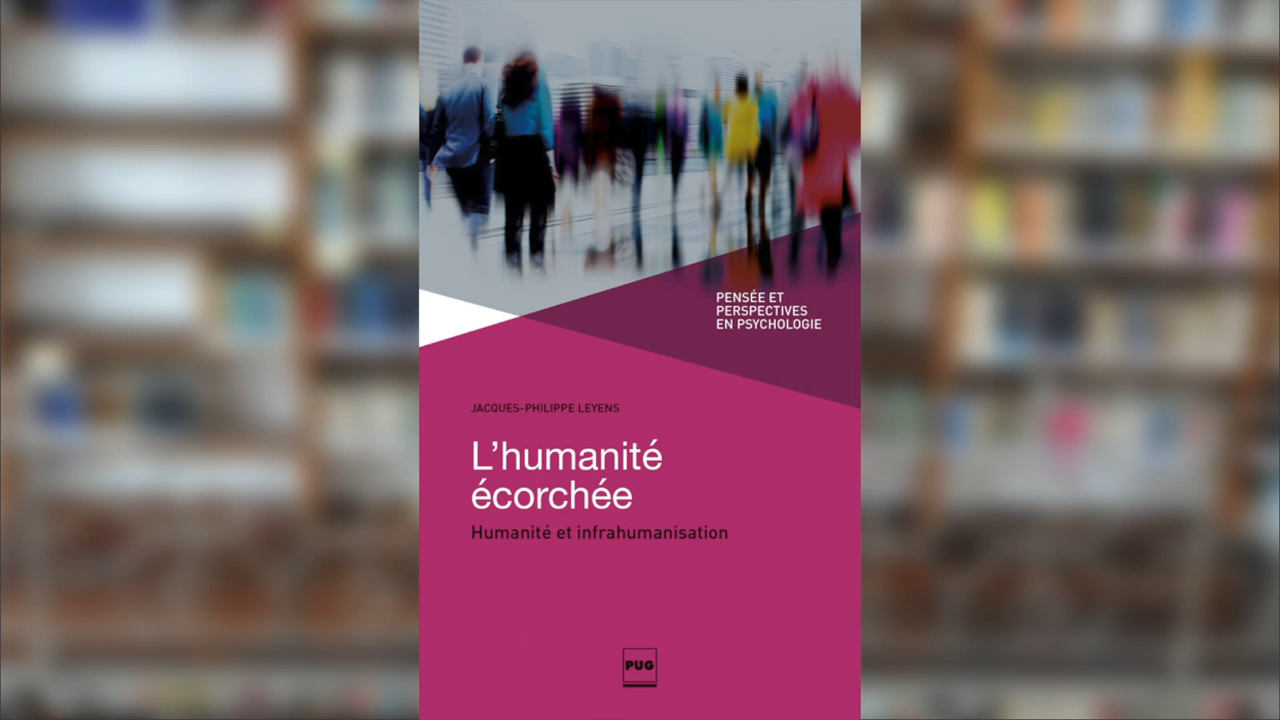 PENSÉE ET
PERSPECTIVES
EN PSYCHOLOGIE
JACQUES-PHILIPPE LEYENS
L'humanité
écorchée
Humanité et infrahumanisation
PUG